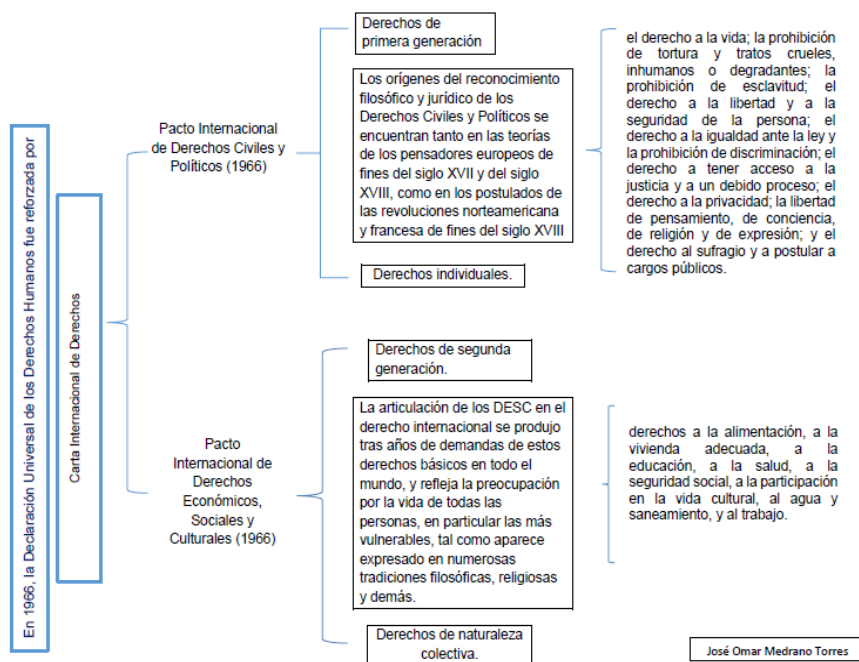 En 1966, la Declaración Universal de los Derechos Humanos fue reforzada por
Carta Internacional de Derechos
Pacto Internacional
de Derechos Civiles y
Políticos (1966)
Derechos de
primera generación
Los orígenes del reconocimiento
filosófico y jurídico de los
Derechos Civiles y Políticos se
encuentran tanto en las teorías
de los pensadores europeos de
fines del siglo XVII y del siglo
XVIII, como en los postulados de
las revoluciones norteamericana
y francesa de fines del siglo XVIII
Derechos individuales.
el derecho a la vida; la prohibición
de tortura y tratos crueles,
inhumanos o degradantes; la
prohibición de esclavitud; el
derecho a la libertad y a la
seguridad de la persona; el
derecho a la igualdad ante la ley y
la prohibición de discriminación; el
derecho a tener acceso a la
justicia y a un debido proceso; el
derecho a la privacidad; la libertad
de pensamiento, de conciencia,
de religión y de expresión; y el
derecho al sufragio y a postular a
cargos públicos.
Pacto
Internacional de
Derechos
Económicos,
Sociales y
Culturales (1966)
Derechos de segunda
generación.
La articulación de los DESC en el
derecho internacional se produjo
tras años de demandas de estos
derechos básicos en todo el
mundo, y refleja la preocupación
por la vida de todas las
personas, en particular las más
vulnerables, tal como aparece
expresado en numerosas
tradiciones filosóficas, religiosas
y demás.
Derechos de naturaleza
colectiva.
derechos a la alimentación, a la
vivienda adecuada, a la
educación, a la salud, a la
seguridad social, a la participación
en la vida cultural, al agua y
saneamiento, y al trabajo.
José Omar Medrano Torres